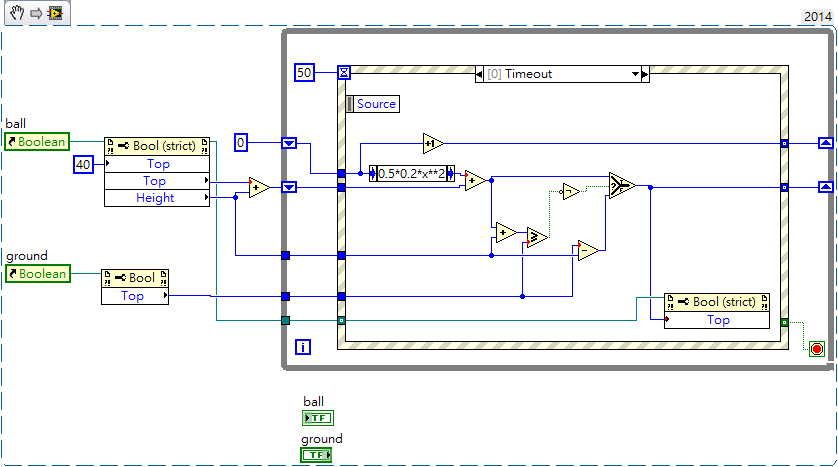 2014
50
[0] Timeout
Source
ball
Boolean
Bool (strict)
40
Top
Top
Height
0
+1
0.5*0.2*x**2
+
+
+
≥
¬
-
ground
Boolean
Bool
Top
Bool (strict)
Top
i
ball
TF
ground
TF